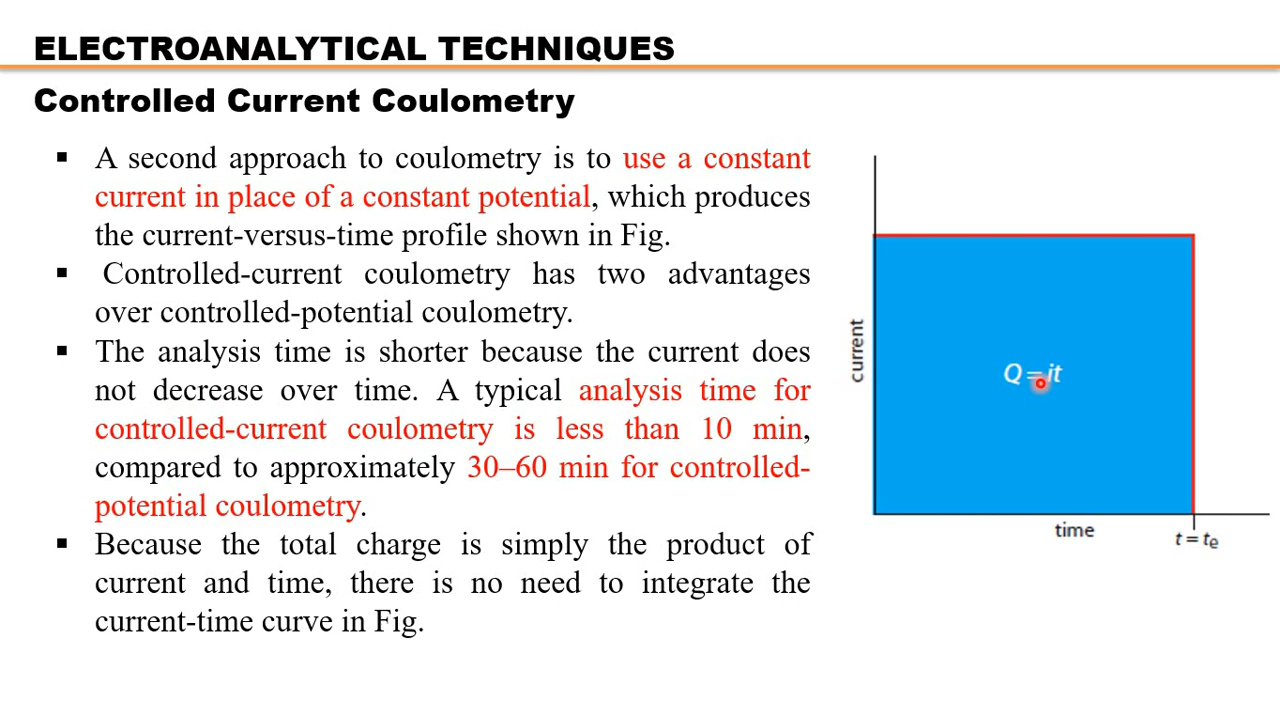 ELECTROANALYTICAL TECHNIQUES
Controlled Current Coulometry
▪ A second approach to coulometry is to use a constant
current in place of a constant potential, which produces
the current-versus-time profile shown in Fig.
▪ Controlled-current coulometry has two advantages
over controlled-potential coulometry.
▪ The analysis time is shorter because the current does
not decrease over time. A typical analysis time for
controlled-current coulometry is less than 10 min,
compared to approximately 30–60 min for controlled-
potential coulometry.
▪ Because the total charge is simply the product of
current and time, there is no need to integrate the
current-time curve in Fig.
current
Q = it
time
t = te